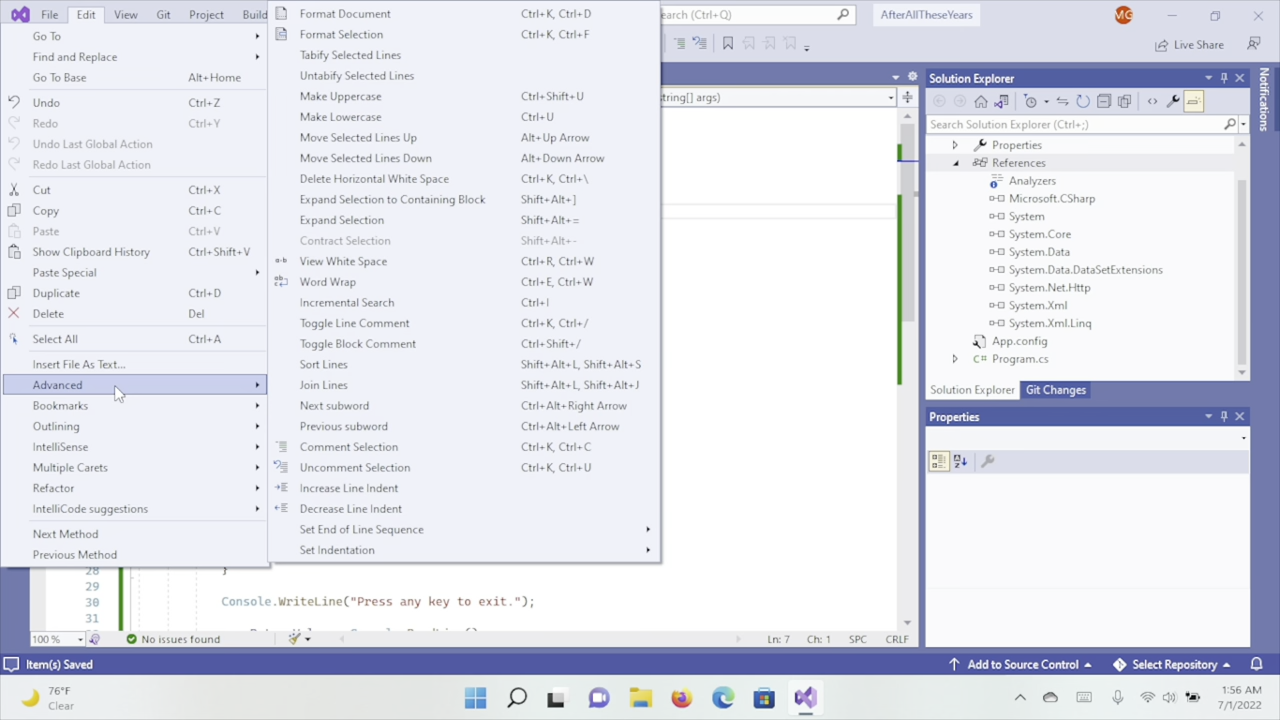 File Edit View Git Project Build earch (Ctrl+Q) AfterAllTheseYears MG
Live Share
Go To
Find and Replace
Go To Base Alt+Home
Undo Ctrl+Z
Redo Ctrl+Y
Undo Last Global Action
Redo Last Global Action
Cut Ctrl+X
Copy Ctrl+C
Paste Ctrl+V
Show Clipboard History Ctrl+Shift+V
Paste Special
Duplicate Ctrl+D
Delete Del
Select All Ctrl+A
Insert File As Text...
Advanced
Bookmarks
Outlining
IntelliSense
Multiple Carets
Refactor
IntelliCode suggestions
Next Method
Previous Method
Format Document Ctrl+K, Ctrl+D
Format Selection Ctrl+K, Ctrl+F
Tabify Selected Lines
Untabify Selected Lines
Make Uppercase Ctrl+Shift+U
Make Lowercase Ctrl+U
Move Selected Lines Up Alt+Up Arrow
Move Selected Lines Down Alt+Down Arrow
Delete Horizontal White Space Ctrl+K, Ctrl+\
Expand Selection to Containing Block Shift+Alt+]
Expand Selection Shift+Alt+=
Contract Selection Shift+Alt+-
View White Space Ctrl+R, Ctrl+W
Word Wrap Ctrl+E, Ctrl+W
Incremental Search Ctrl+I
Toggle Line Comment Ctrl+K, Ctrl+/
Toggle Block Comment Ctrl+Shift+/
Sort Lines Shift+Alt+L, Shift+Alt+S
Join Lines Shift+Alt+L, Shift+Alt+J
Next subword Ctrl+Alt+Right Arrow
Previous subword Ctrl+Alt+Left Arrow
Comment Selection Ctrl+K, Ctrl+C
Uncomment Selection Ctrl+K, Ctrl+U
Increase Line Indent
Decrease Line Indent
Set End of Line Sequence
Set Indentation
string[] args)
28 }
29
30 Console.WriteLine("Press any key to exit.");
31
100 % No issues found Ln: 7 Ch: 1 SPC CRLF
Solution Explorer
Search Solution Explorer (Ctrl+;)
Properties
References
Analyzers
Microsoft.CSharp
System
System.Core
System.Data
System.Data.DataSetExtensions
System.Net.Http
System.Xml
System.Xml.Linq
App.config
C# Program.cs
Solution Explorer Git Changes
Properties
Notifications
Item(s) Saved Add to Source Control Select Repository
76°F
Clear
1:56 AM
7/1/2022